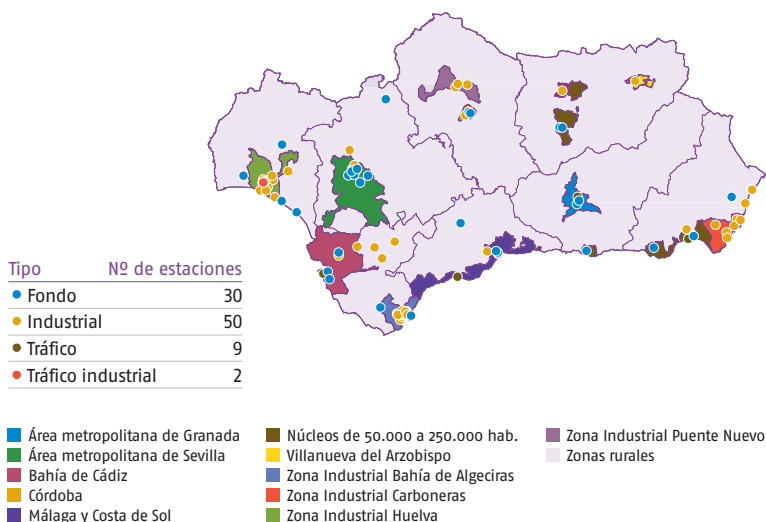 Tipo Nº de estaciones
Fondo 30
Industrial 50
Tráfico 9
Tráfico industrial 2
Área metropolitana de Granada
Área metropolitana de Sevilla
Bahía de Cádiz
Córdoba
Málaga y Costa de Sol
Núcleos de 50.000 a 250.000 hab.
Villanueva del Arzobispo
Zona Industrial Bahía de Algeciras
Zona Industrial Carboneras
Zona Industrial Huelva
Zona Industrial Puente Nuevo
Zonas rurales